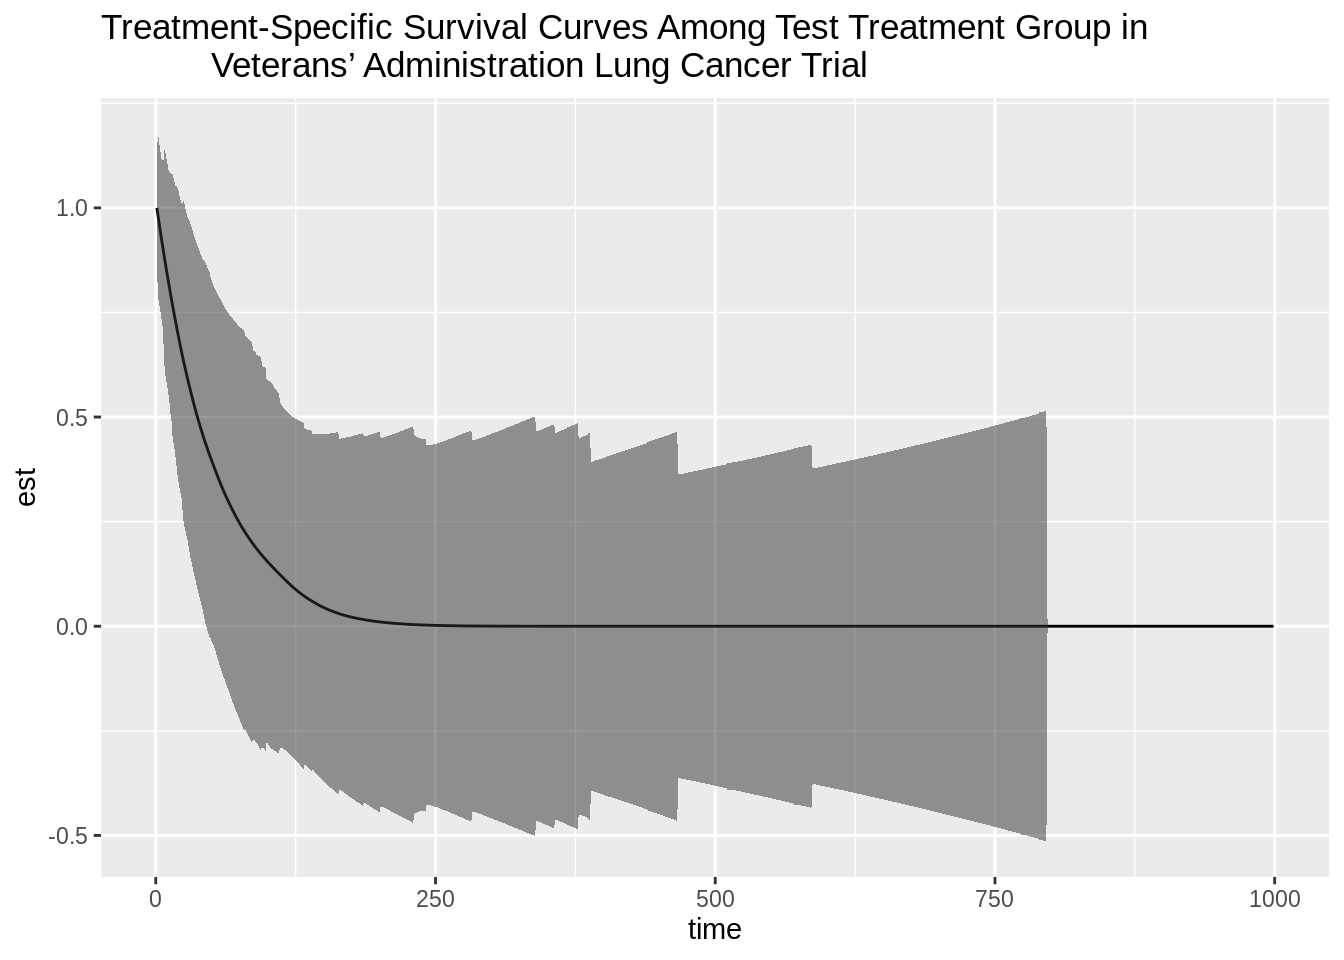 Treatment-Specific Survival Curves Among Test Treatment Group in
Veterans’ Administration Lung Cancer Trial
1.0
0.5
0.0
-0.5
est
0 250 500 750 1000
time